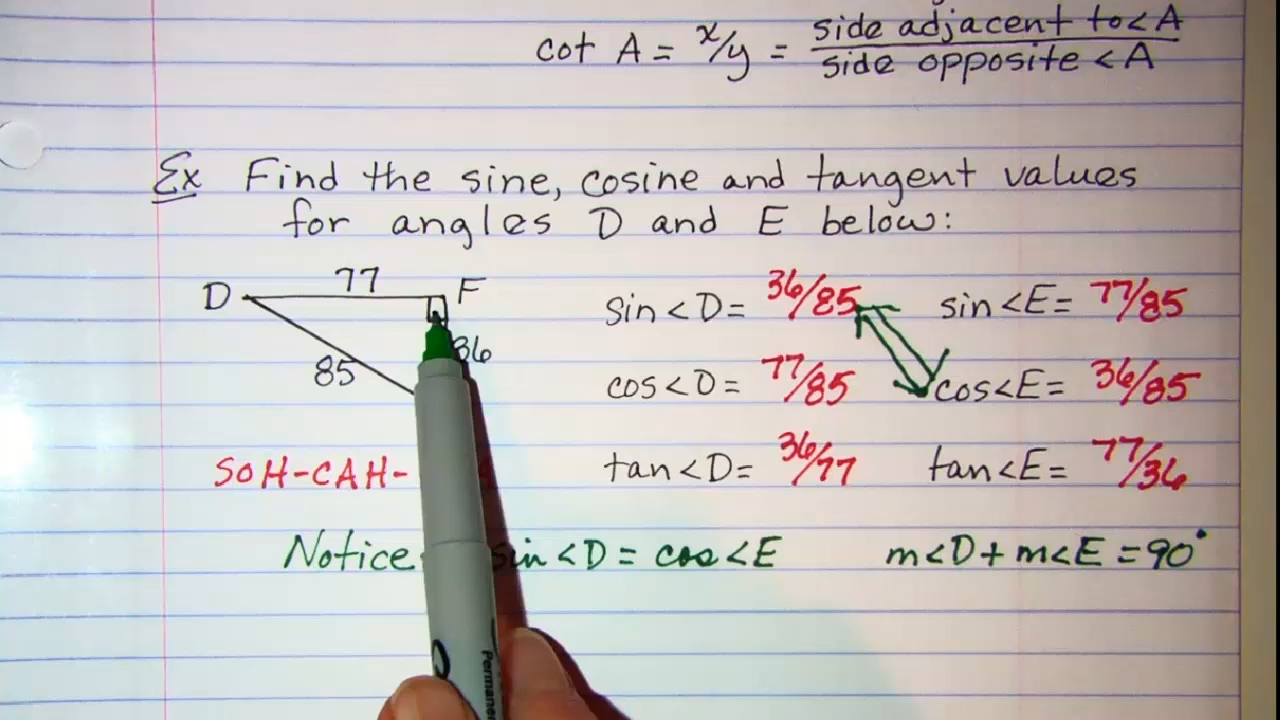 cot A = x/y = side adjacent to <A
side opposite <A
Ex Find the sine, cosine and tangent values
for angles D and E below:
D 77 F
85 36
sin <D = 36/85 sin <E = 77/85
cos <D = 77/85 cos <E = 36/85
SOH-CAH- tan <D = 36/77 tan <E = 77/36
Notice sin <D = cos <E m<D + m<E = 90°